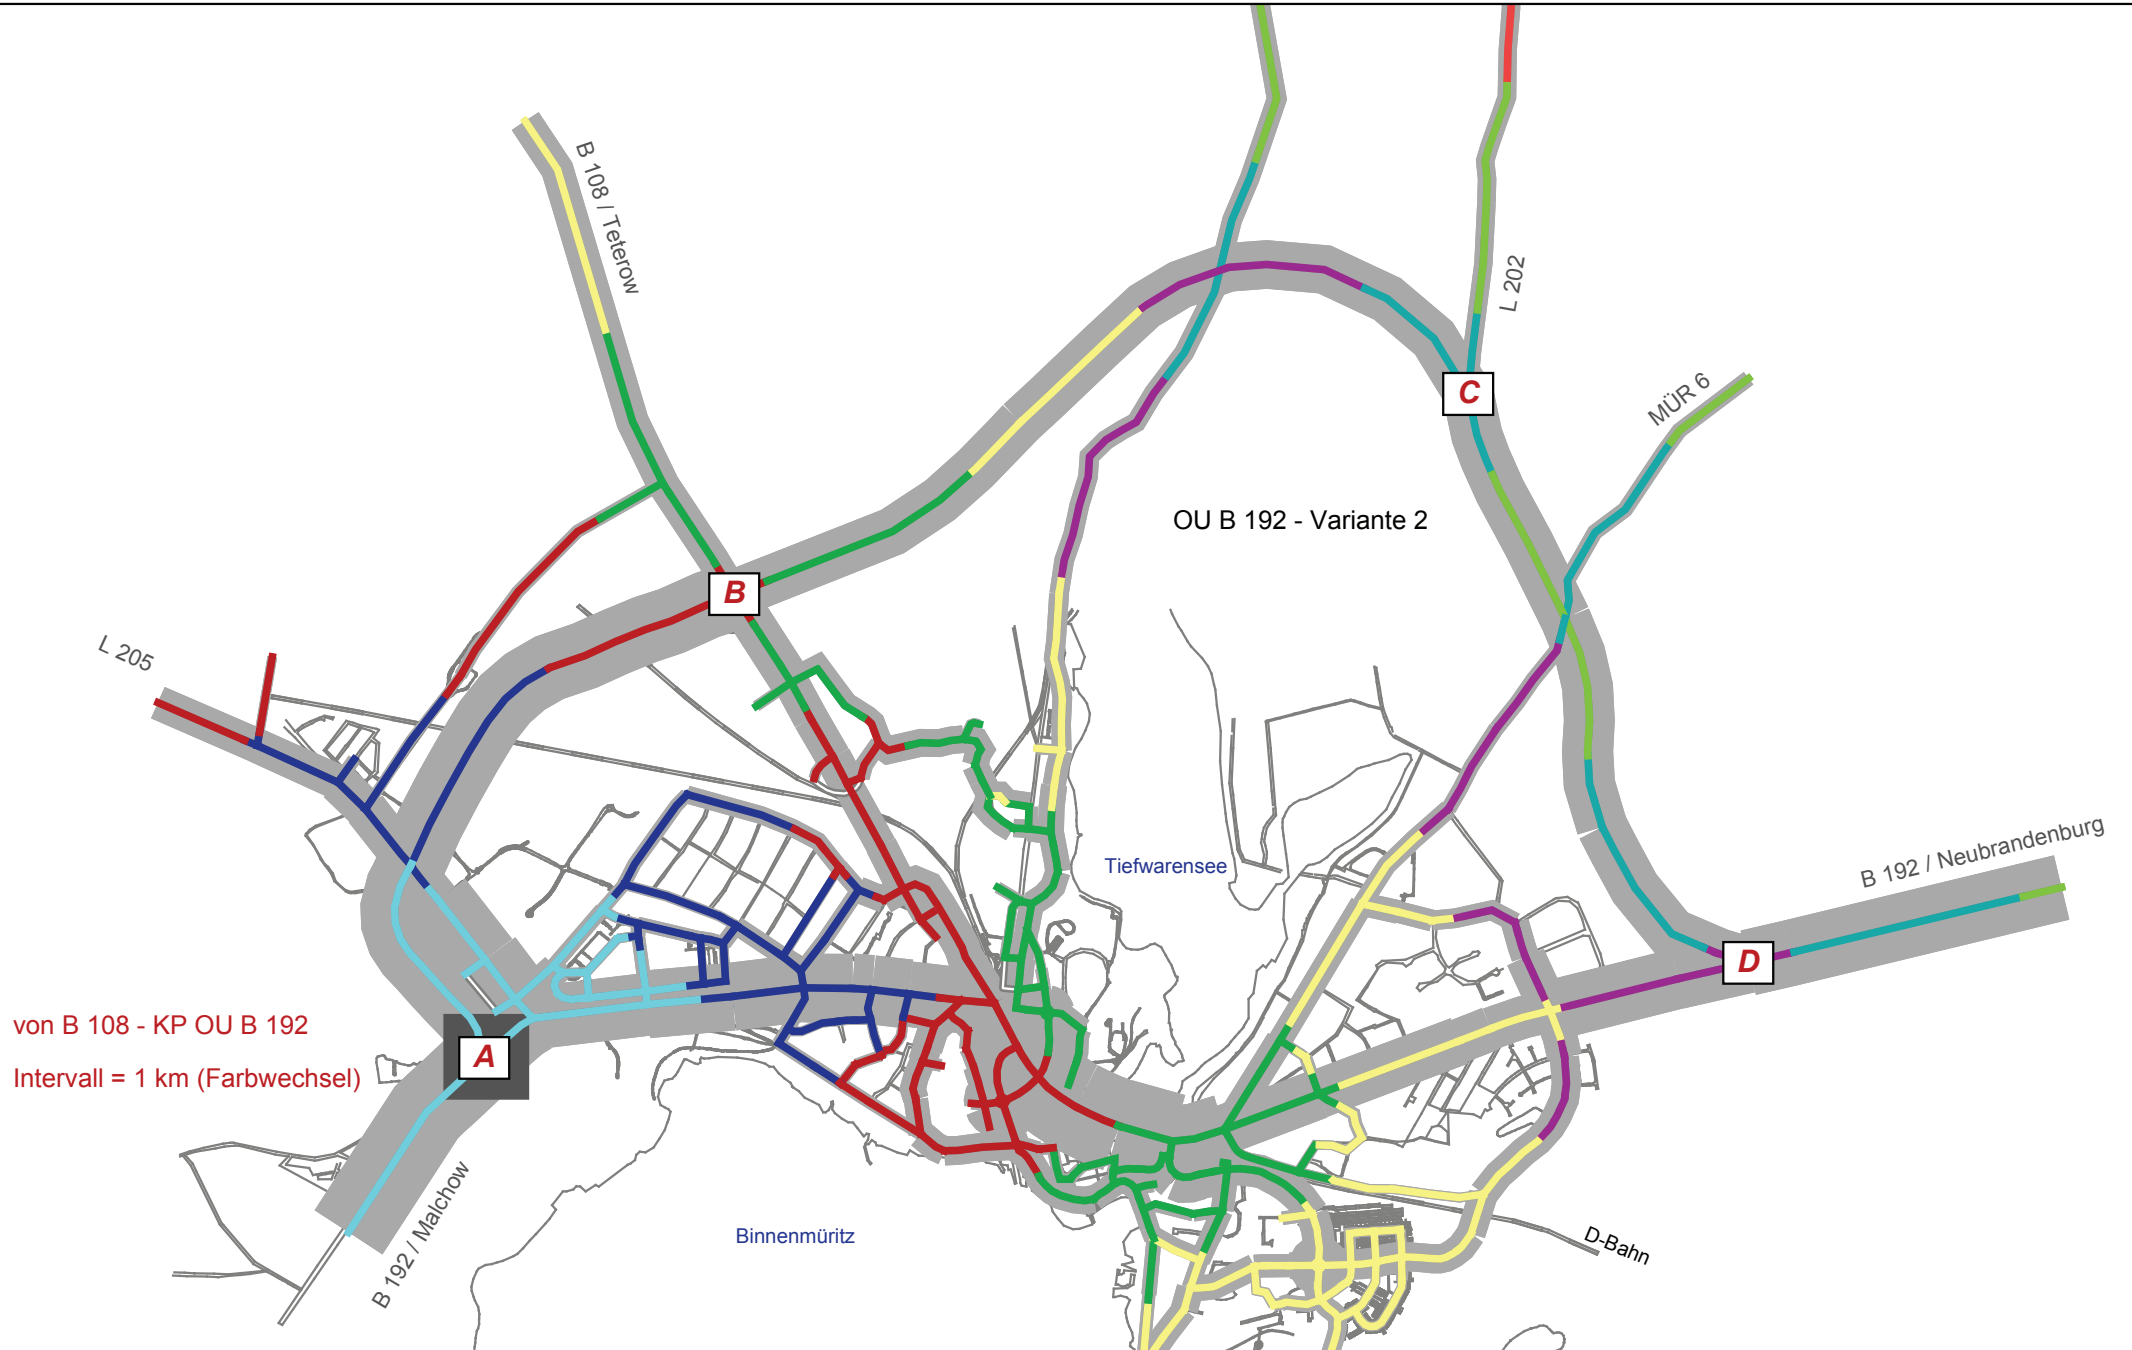 B 108 / Teterow
L 202
MÜR 6
C
OU B 192 - Variante 2
B
L 205
Tiefwarensee
B 192 / Neubrandenburg
D
von B 108 - KP OU B 192
Intervall = 1 km (Farbwechsel)
A
B 192 / Malchow
Binnenmüritz
D-Bahn